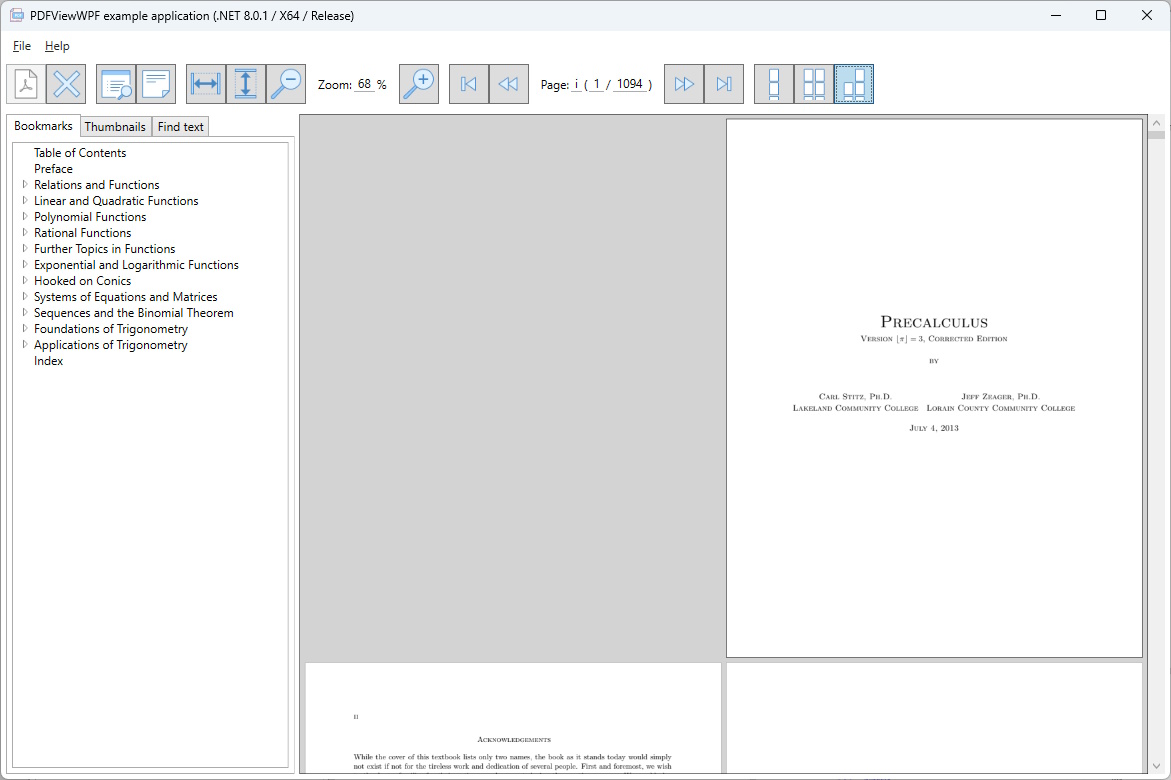 PDFViewWPF example application (.NET 8.0.1 / X64 / Release)
File Help
Zoom: 68 % Page: i ( 1 / 1094 )
Bookmarks Thumbnails Find text
Table of Contents
Preface
Relations and Functions
Linear and Quadratic Functions
Polynomial Functions
Rational Functions
Further Topics in Functions
Exponential and Logarithmic Functions
Hooked on Conics
Systems of Equations and Matrices
Sequences and the Binomial Theorem
Foundations of Trigonometry
Applications of Trigonometry
Index
Precalculus
Version ⌊π⌋ = 3, Corrected Edition
by
Carl Stitz, Ph.D. Jeff Zeager, Ph.D.
Lakeland Community College Lorain County Community College
July 4, 2013
ii
Acknowledgements
While the cover of this textbook lists only two names, the book as it stands today would simply
not exist if not for the tireless work and dedication of several people. First and foremost, we wish